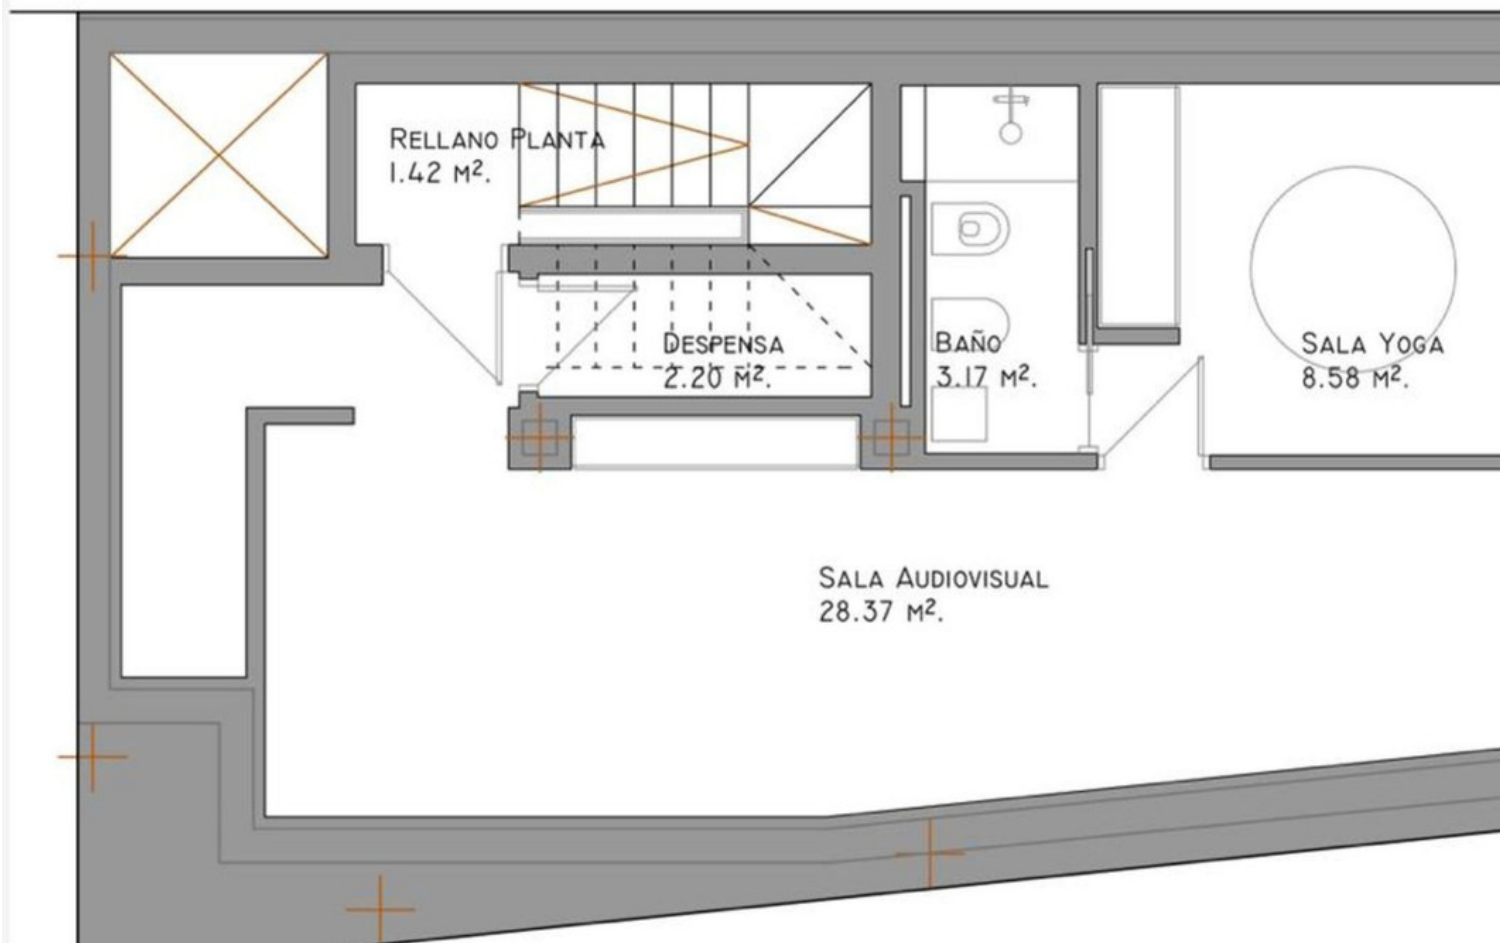 RELLANO PLANTA
1.42 M².
DESPENSA
2.20 M².
BAÑO
3.17 M².
SALA YOGA
8.58 M².
SALA AUDIOVISUAL
28.37 M².